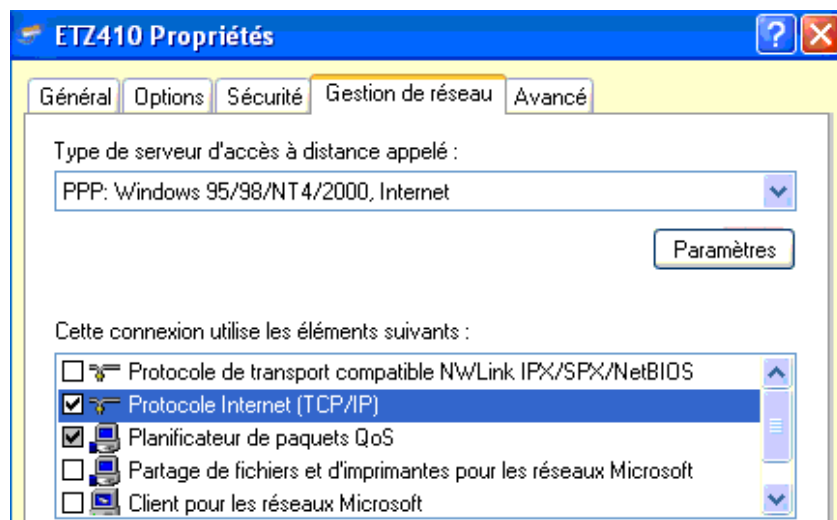 ETZ410 Propriétés
Général Options Sécurité Gestion de réseau Avancé
Type de serveur d'accès à distance appelé :
PPP: Windows 95/98/NT4/2000, Internet
Paramètres
Cette connexion utilise les éléments suivants :
Protocole de transport compatible NWLink IPX/SPX/NetBIOS
Protocole Internet (TCP/IP)
Planificateur de paquets QoS
Partage de fichiers et d'imprimantes pour les réseaux Microsoft
Client pour les réseaux Microsoft